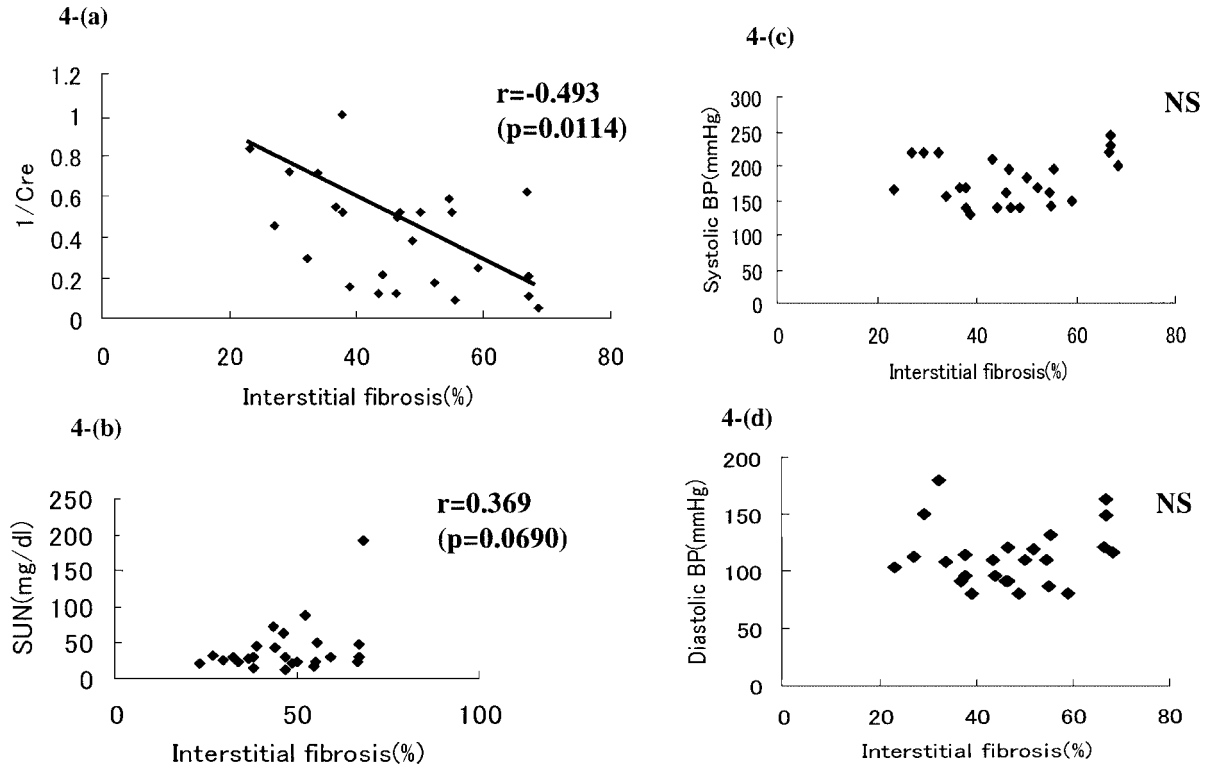 4-(a)
1.2
1
0.8
0.6
0.4
0.2
0
1/Cre
r=-0.493
(p=0.0114)
0 20 40 60 80
Interstitial fibrosis(%)
4-(b)
250
200
150
100
50
0
SUN(mg/dl)
r=0.369
(p=0.0690)
0 50 100
Interstitial fibrosis(%)
4-(c)
300
250
200
150
100
50
0
Systolic BP(mmHg)
NS
0 20 40 60 80
Interstitial fibrosis(%)
4-(d)
200
150
100
50
0
Diastolic BP(mmHg)
NS
0 20 40 60 80
Interstitial fibrosis(%)